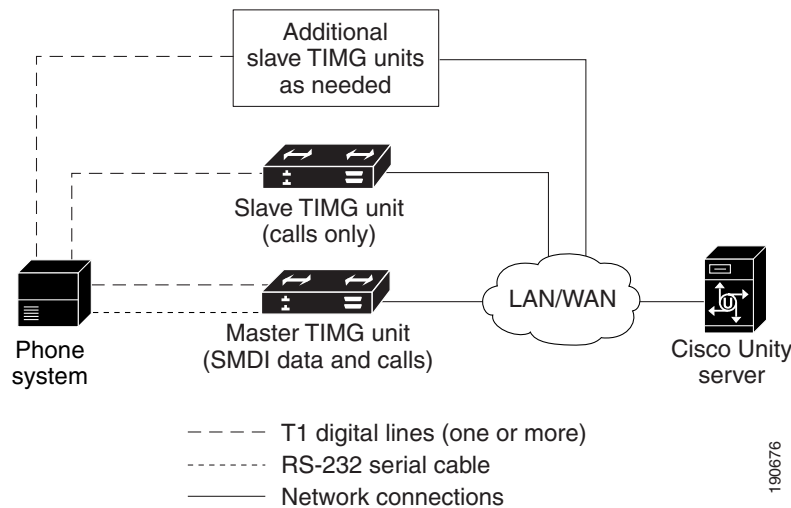 Additional
slave TIMG units
as needed
Slave TIMG unit
(calls only)
LAN/WAN
Phone
system
Master TIMG unit
(SMDI data and calls)
Cisco Unity
server
T1 digital lines (one or more)
RS-232 serial cable
Network connections
190676
U